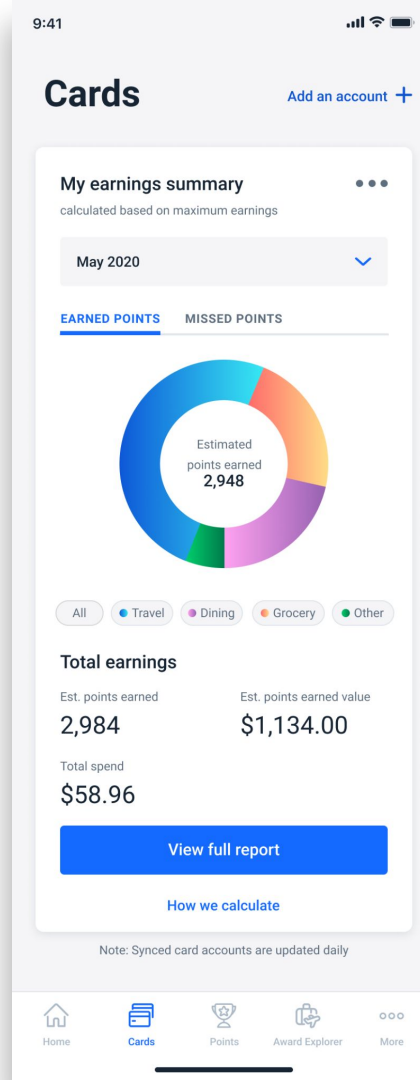 9:41
Cards
Add an account +
My earnings summary
calculated based on maximum earnings
May 2020
EARNED POINTS MISSED POINTS
Estimated
points earned
2,948
All Travel Dining Grocery Other
Total earnings
Est. points earned Est. points earned value
2,984 $1,134.00
Total spend
$58.96
View full report
How we calculate
Note: Synced card accounts are updated daily
Home Cards Points Award Explorer More